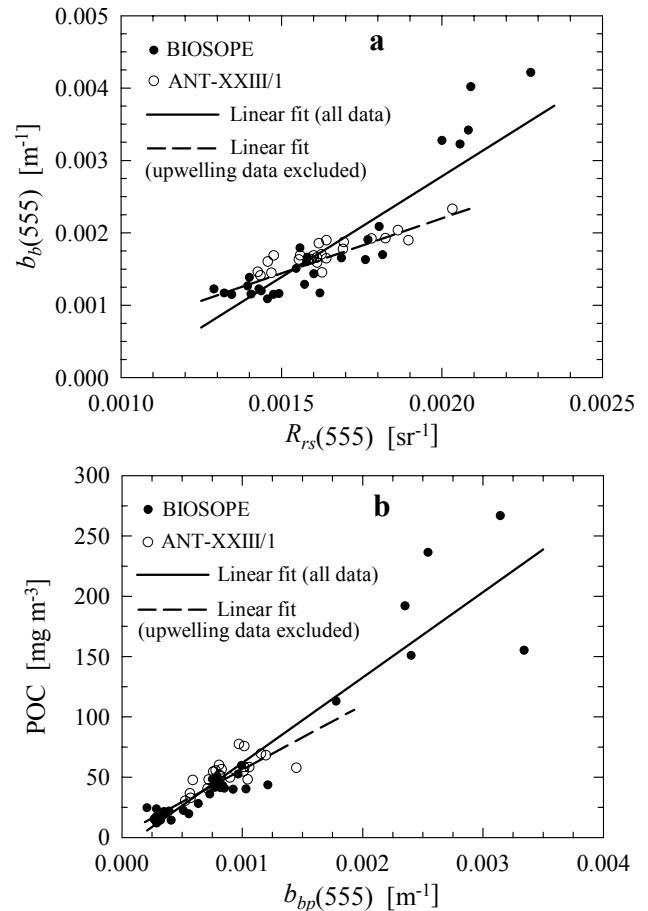 a
BIOSOPE
ANT-XXIII/1
Linear fit (all data)
Linear fit
(upwelling data excluded)
0.005
0.004
0.003
0.002
0.001
0.000
b_b(555) [m⁻¹]
0.0010
0.0015
0.0020
0.0025
R_rs(555) [sr⁻¹]
b
BIOSOPE
ANT-XXIII/1
Linear fit (all data)
Linear fit
(upwelling data excluded)
300
250
200
150
100
50
0
POC [mg m⁻³]
0.000
0.001
0.002
0.003
0.004
b_bp(555) [m⁻¹]